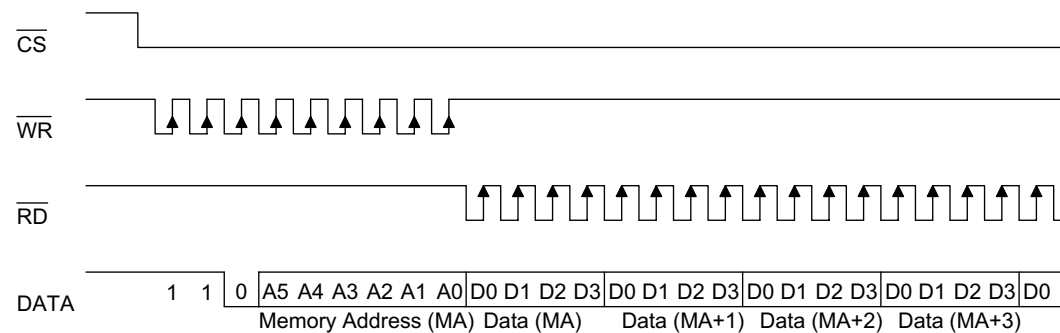 CS
WR
RD
DATA 1 1 0 A5 A4 A3 A2 A1 A0 D0 D1 D2 D3 D0 D1 D2 D3 D0 D1 D2 D3 D0 D1 D2 D3 D0
Memory Address (MA) Data (MA) Data (MA+1) Data (MA+2) Data (MA+3)